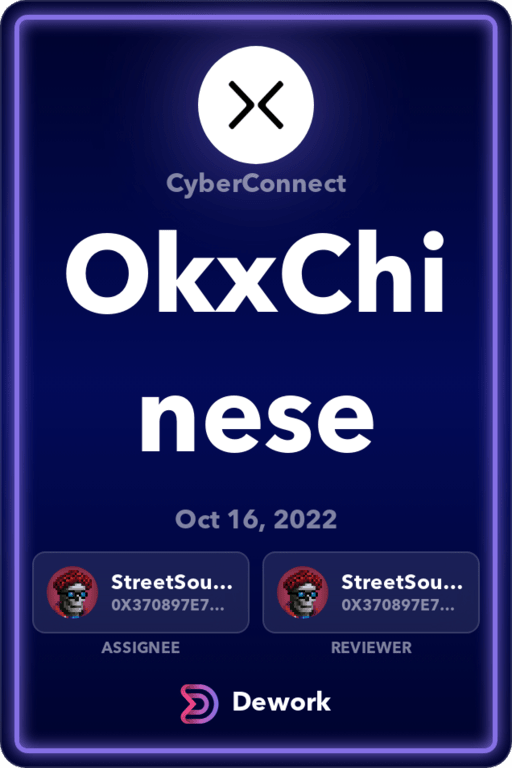 CyberConnect
OkxChi
nese
Oct 16, 2022
StreetSou... StreetSou...
0X370897E7... 0X370897E7...
ASSIGNEE REVIEWER
Dework